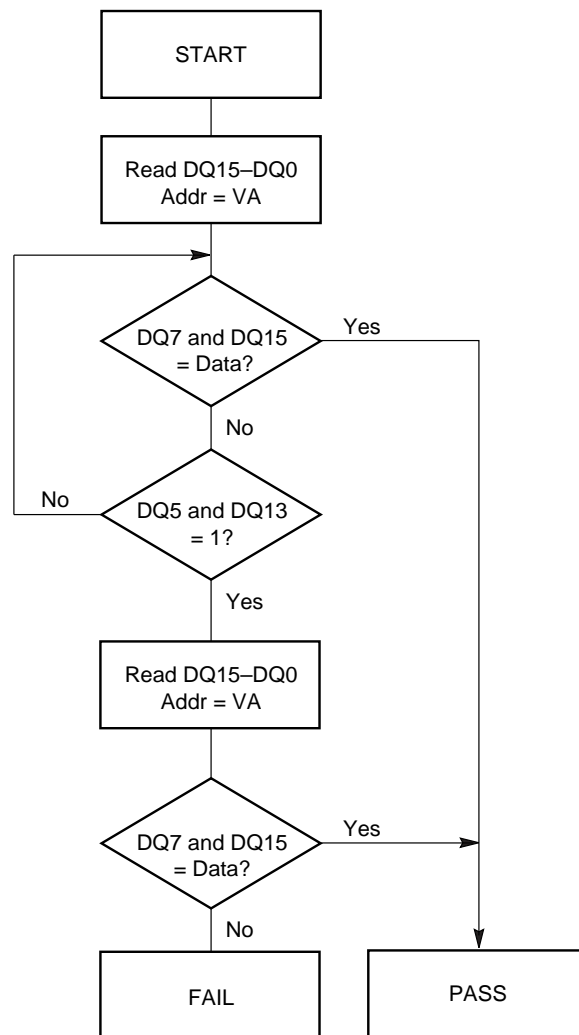 START
Read DQ15–DQ0
Addr = VA
DQ7 and DQ15
= Data?
Yes
No
DQ5 and DQ13
= 1?
No
Yes
Read DQ15–DQ0
Addr = VA
DQ7 and DQ15
= Data?
Yes
No
FAIL
PASS